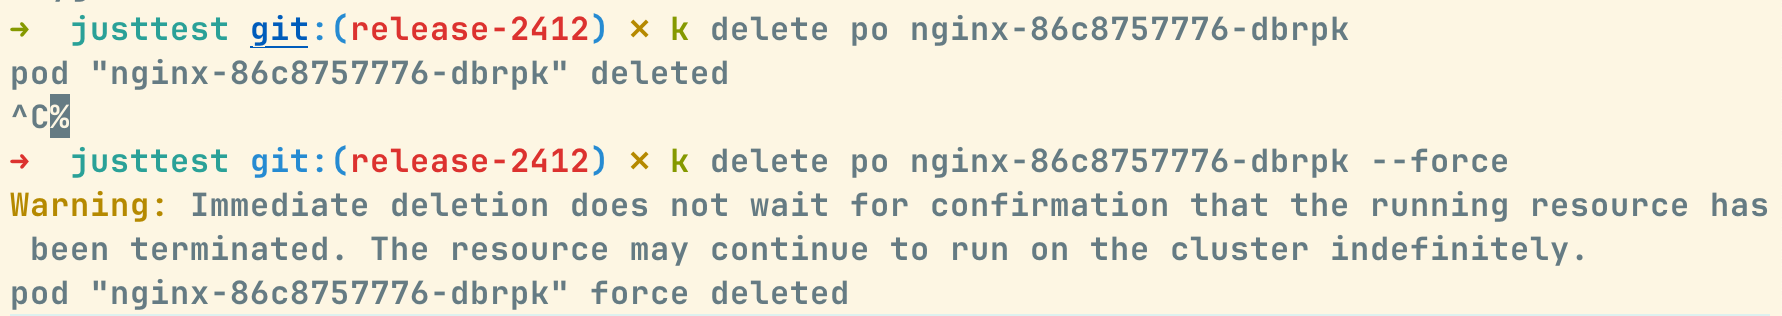 ➜  justtest git:(release-2412) ✗ k delete po nginx-86c8757776-dbrpk
pod "nginx-86c8757776-dbrpk" deleted
^C%
➜  justtest git:(release-2412) ✗ k delete po nginx-86c8757776-dbrpk --force
Warning: Immediate deletion does not wait for confirmation that the running resource has
 been terminated. The resource may continue to run on the cluster indefinitely.
pod "nginx-86c8757776-dbrpk" force deleted